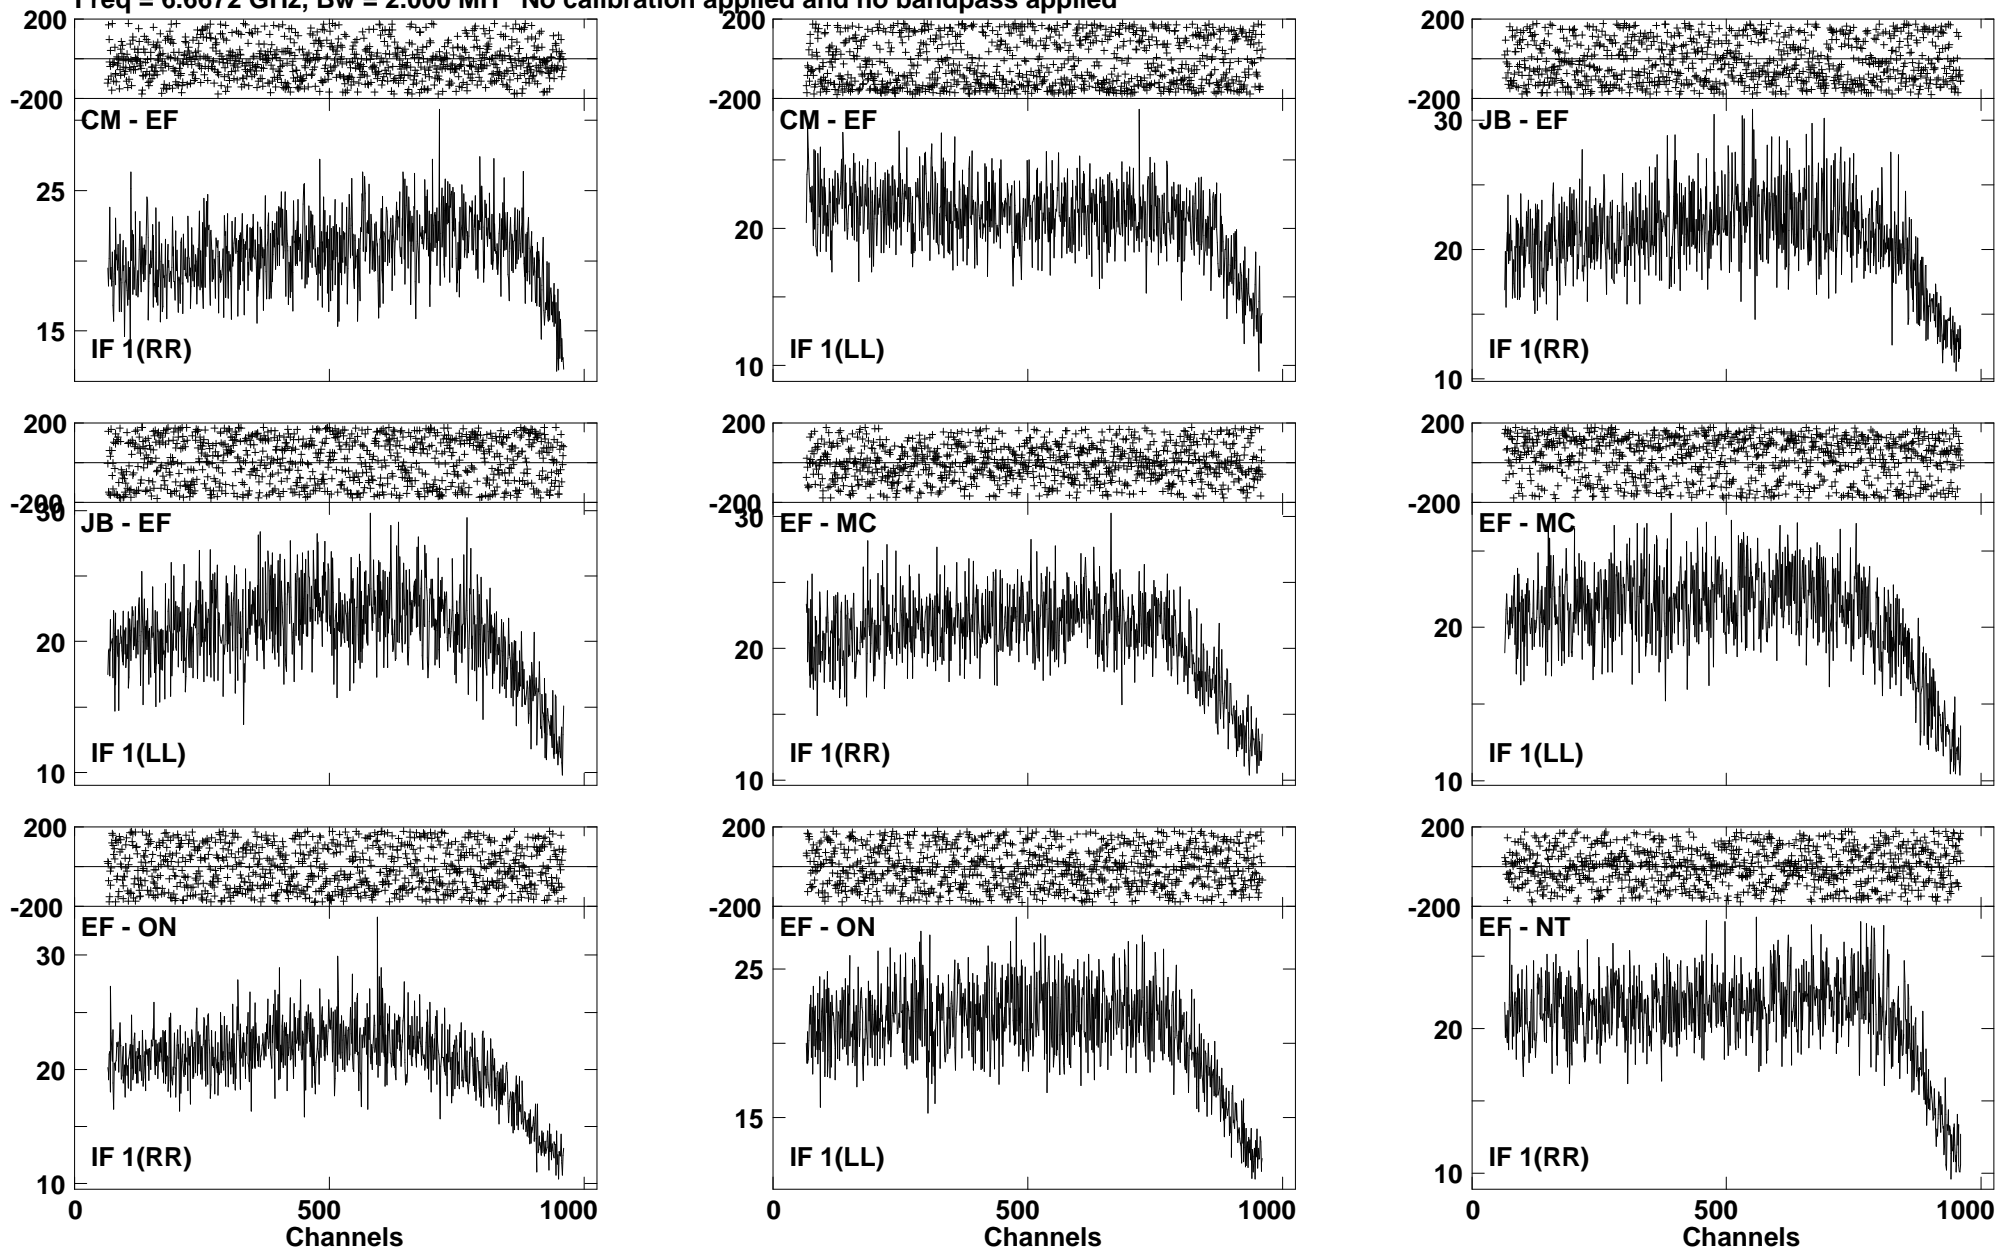 Freq = 6.6672 GHz, Bw = 2.000 MH No calibration applied and no bandpass applied
200
-200
CM - EF
25
15
IF 1(RR)
CM - EF
20
10
IF 1(LL)
200
-200
30
JB - EF
20
10
IF 1(RR)
200
-200
30
JB - EF
20
10
IF 1(LL)
200
-200
30
EF - MC
20
10
IF 1(RR)
200
-200
EF - MC
20
10
IF 1(LL)
200
-200
EF - ON
30
20
10
IF 1(RR)
0 500 1000
Channels
200
-200
EF - ON
25
15
IF 1(LL)
0 500 1000
Channels
200
-200
EF - NT
20
10
IF 1(RR)
0 500 1000
Channels